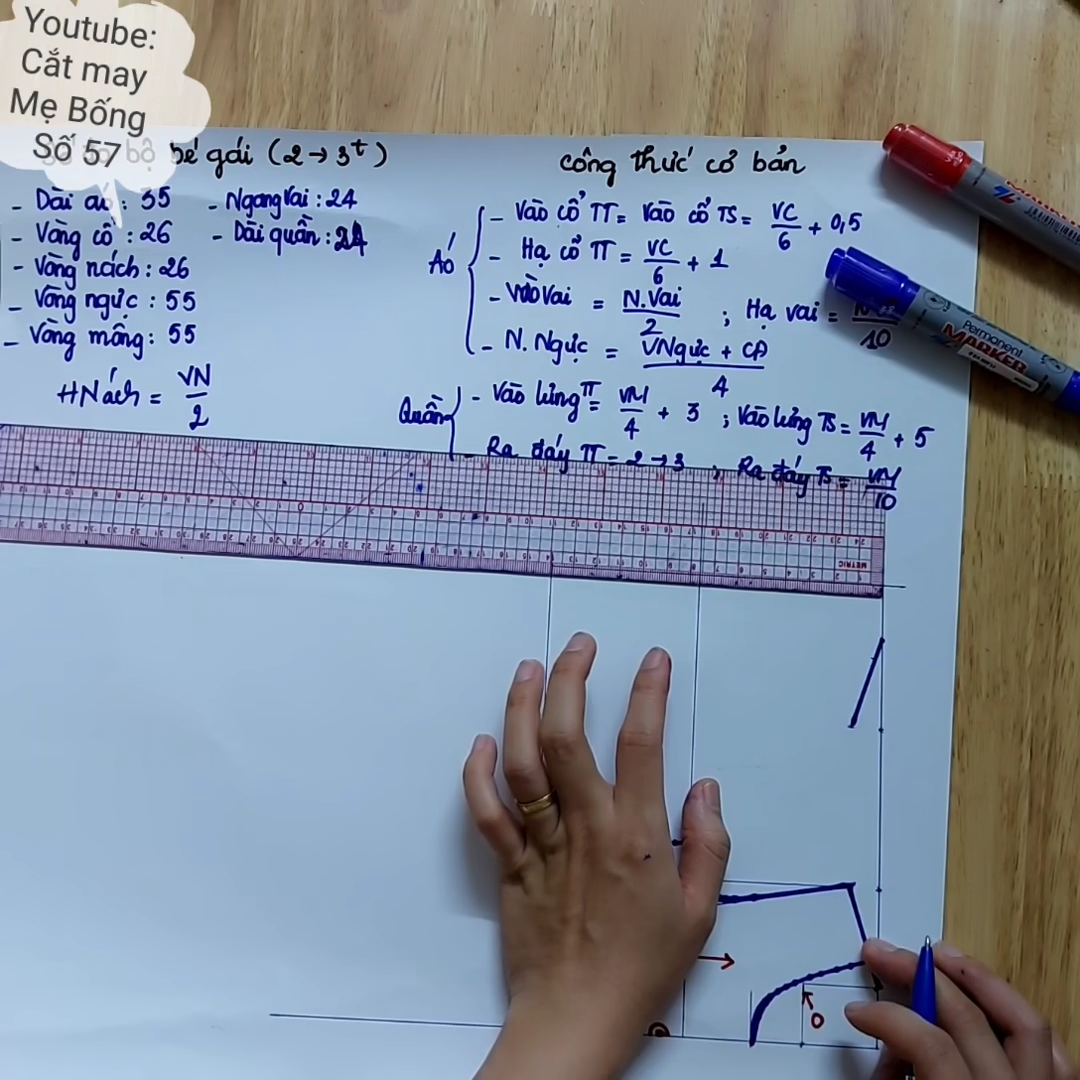 Youtube:
Cắt may
Mẹ Bống
Số 57
bộ bé gái (2→3t)
- Dài áo: 35
- Vòng cổ: 26
- Vòng nách: 26
- Vòng ngực: 55
- Vòng mông: 55
- Ngang vai: 24
- Dài quần: 24
HNách = VN/2
công thức cơ bản
Áo
- Vào cổ TT = Vào cổ TS = VC/6 + 0,5
- Hạ cổ TT = VC/6 + 1
- Vào Vai = N.Vai/2 ; Hạ vai = /10
- N. Ngực = VNgực + CĐ/4
Quần
- Vào lưng TT = VM/4 + 3 ; Vào lưng TS = VM/4 + 5
- Ra đáy TT = 2→3 ; Ra đáy TS = VM/10
METRIC
Permanent
MARKER
D